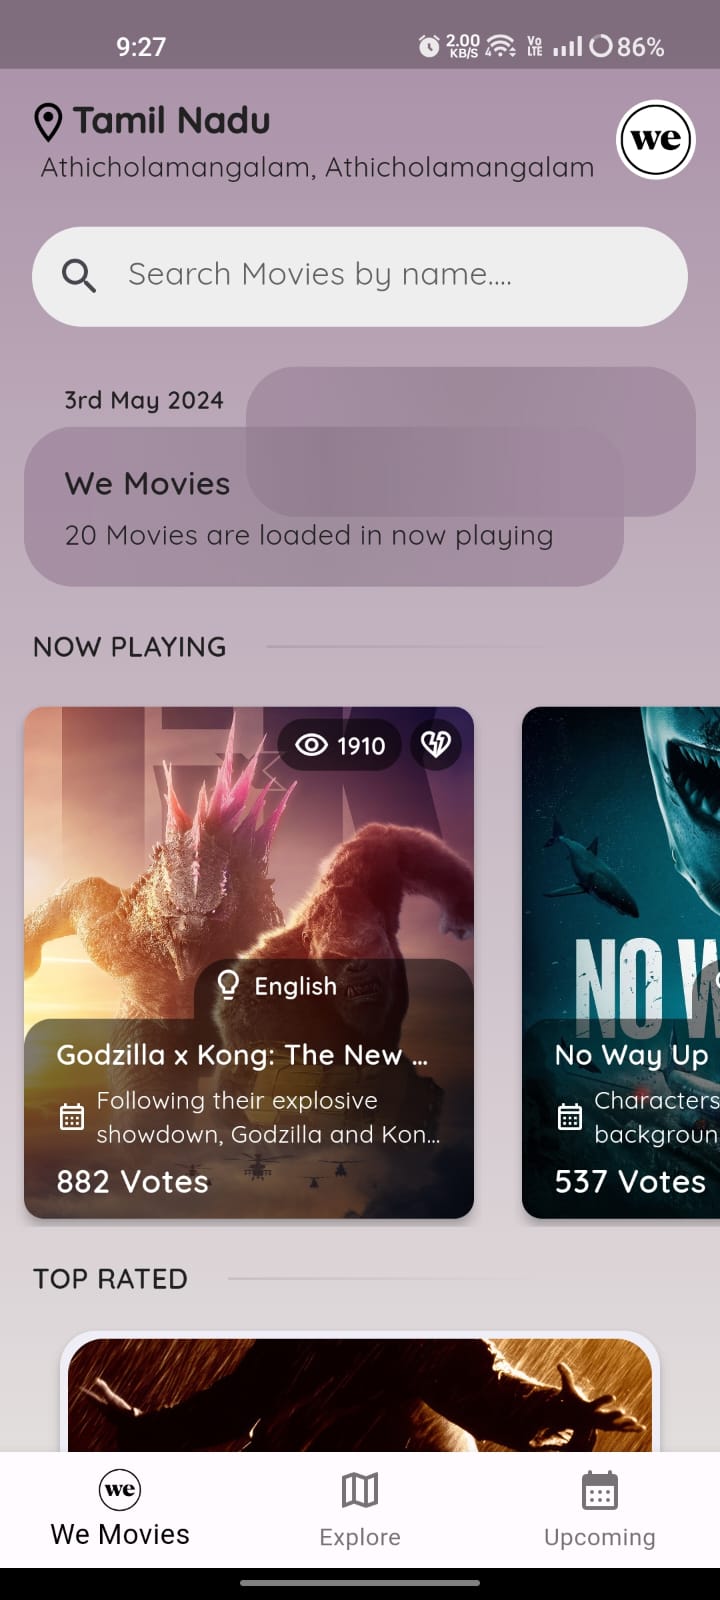 9:27
2.00
KB/S
4
Vo
LTE
86%
Tamil Nadu
we
Athicholamangalam, Athicholamangalam
Search Movies by name....
3rd May 2024
We Movies
20 Movies are loaded in now playing
NOW PLAYING
1910
English
Godzilla x Kong: The New ...
Following their explosive
showdown, Godzilla and Kon...
882 Votes
NO W
No Way Up
Characters
backgroun
537 Votes
TOP RATED
we
We Movies
Explore
Upcoming